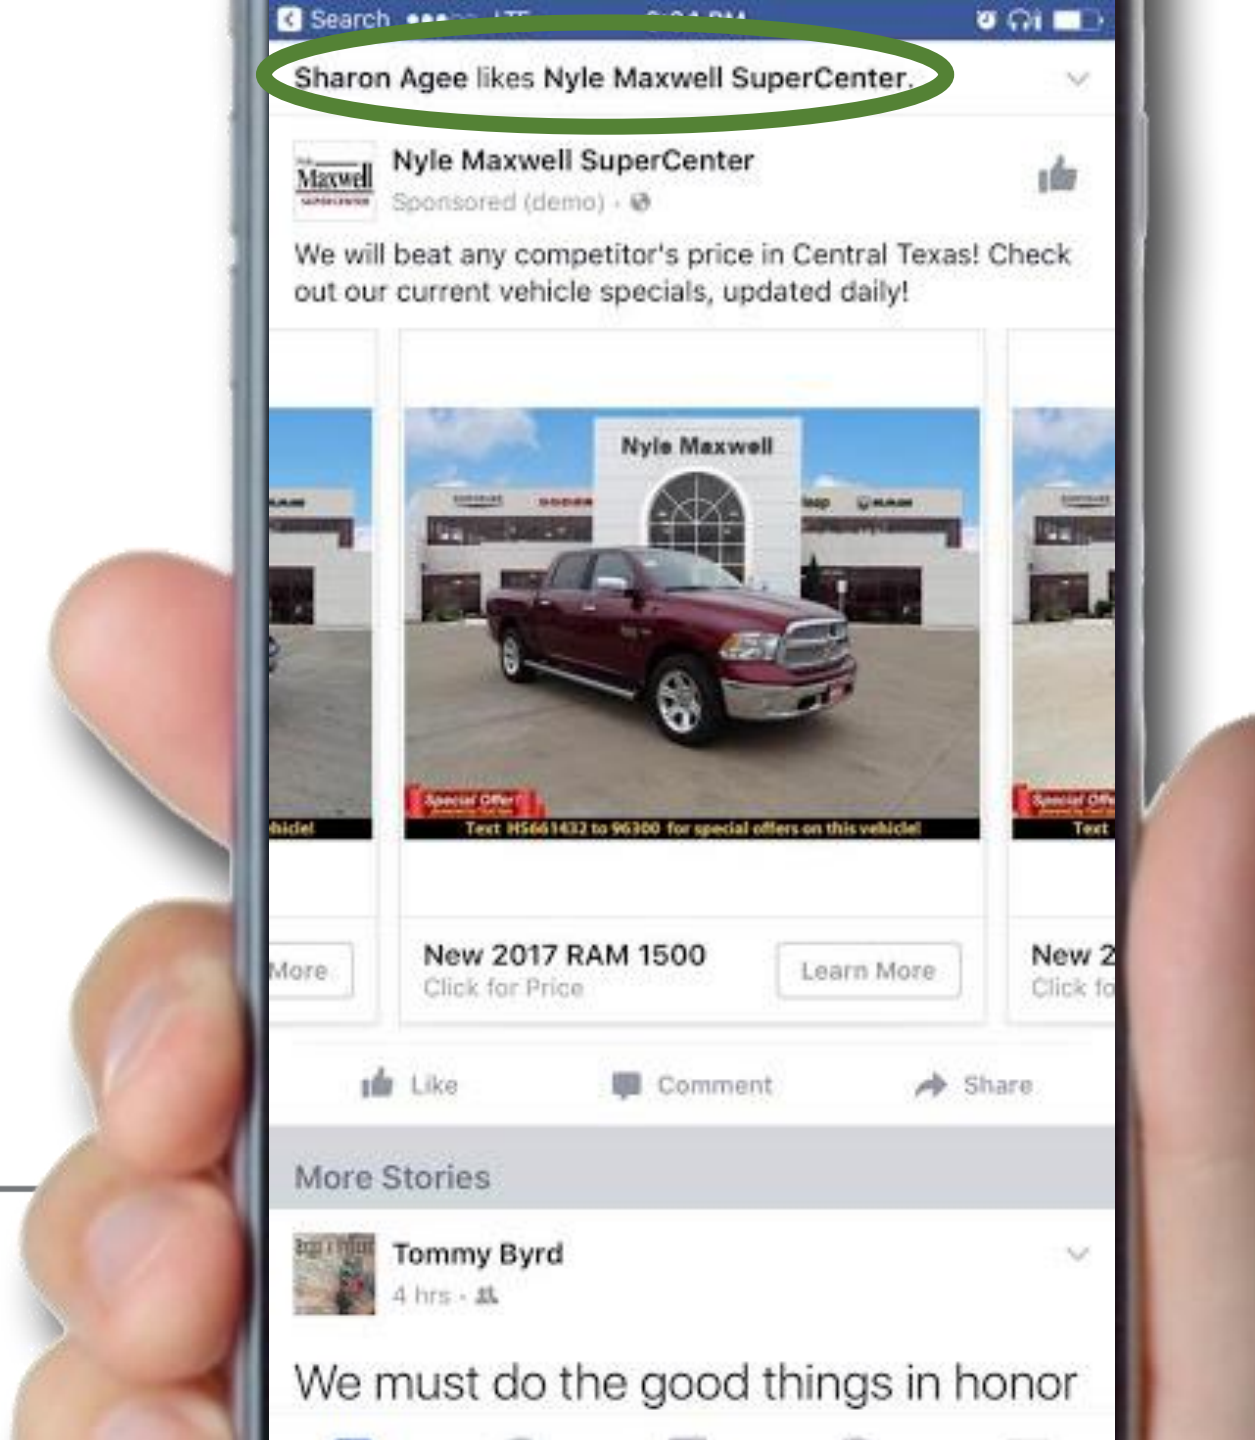 Search LTE
Sharon Agee likes Nyle Maxwell SuperCenter.
Maxwell
SUPERCENTER
Nyle Maxwell SuperCenter
Sponsored (demo) ·
We will beat any competitor's price in Central Texas! Check
out our current vehicle specials, updated daily!
Nyle Maxwell
RAM
Special Offer!
Text HS661432 to 96300 for special offers on this vehicle!
Special
Text
More
New 2017 RAM 1500
Click for Price
Learn More
New 2
Click fo
Like Comment Share
More Stories
Tommy Byrd
4 hrs ·
We must do the good things in honor